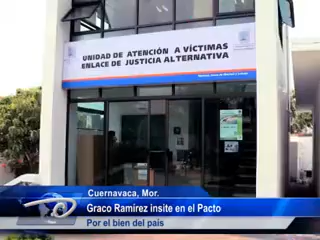 UNIDAD DE ATENCIÓN A VÍCTIMAS
ENLACE DE JUSTICIA ALTERNATIVA
Cuernavaca, Mor.
Graco Ramírez insite en el Pacto
Por el bien del país